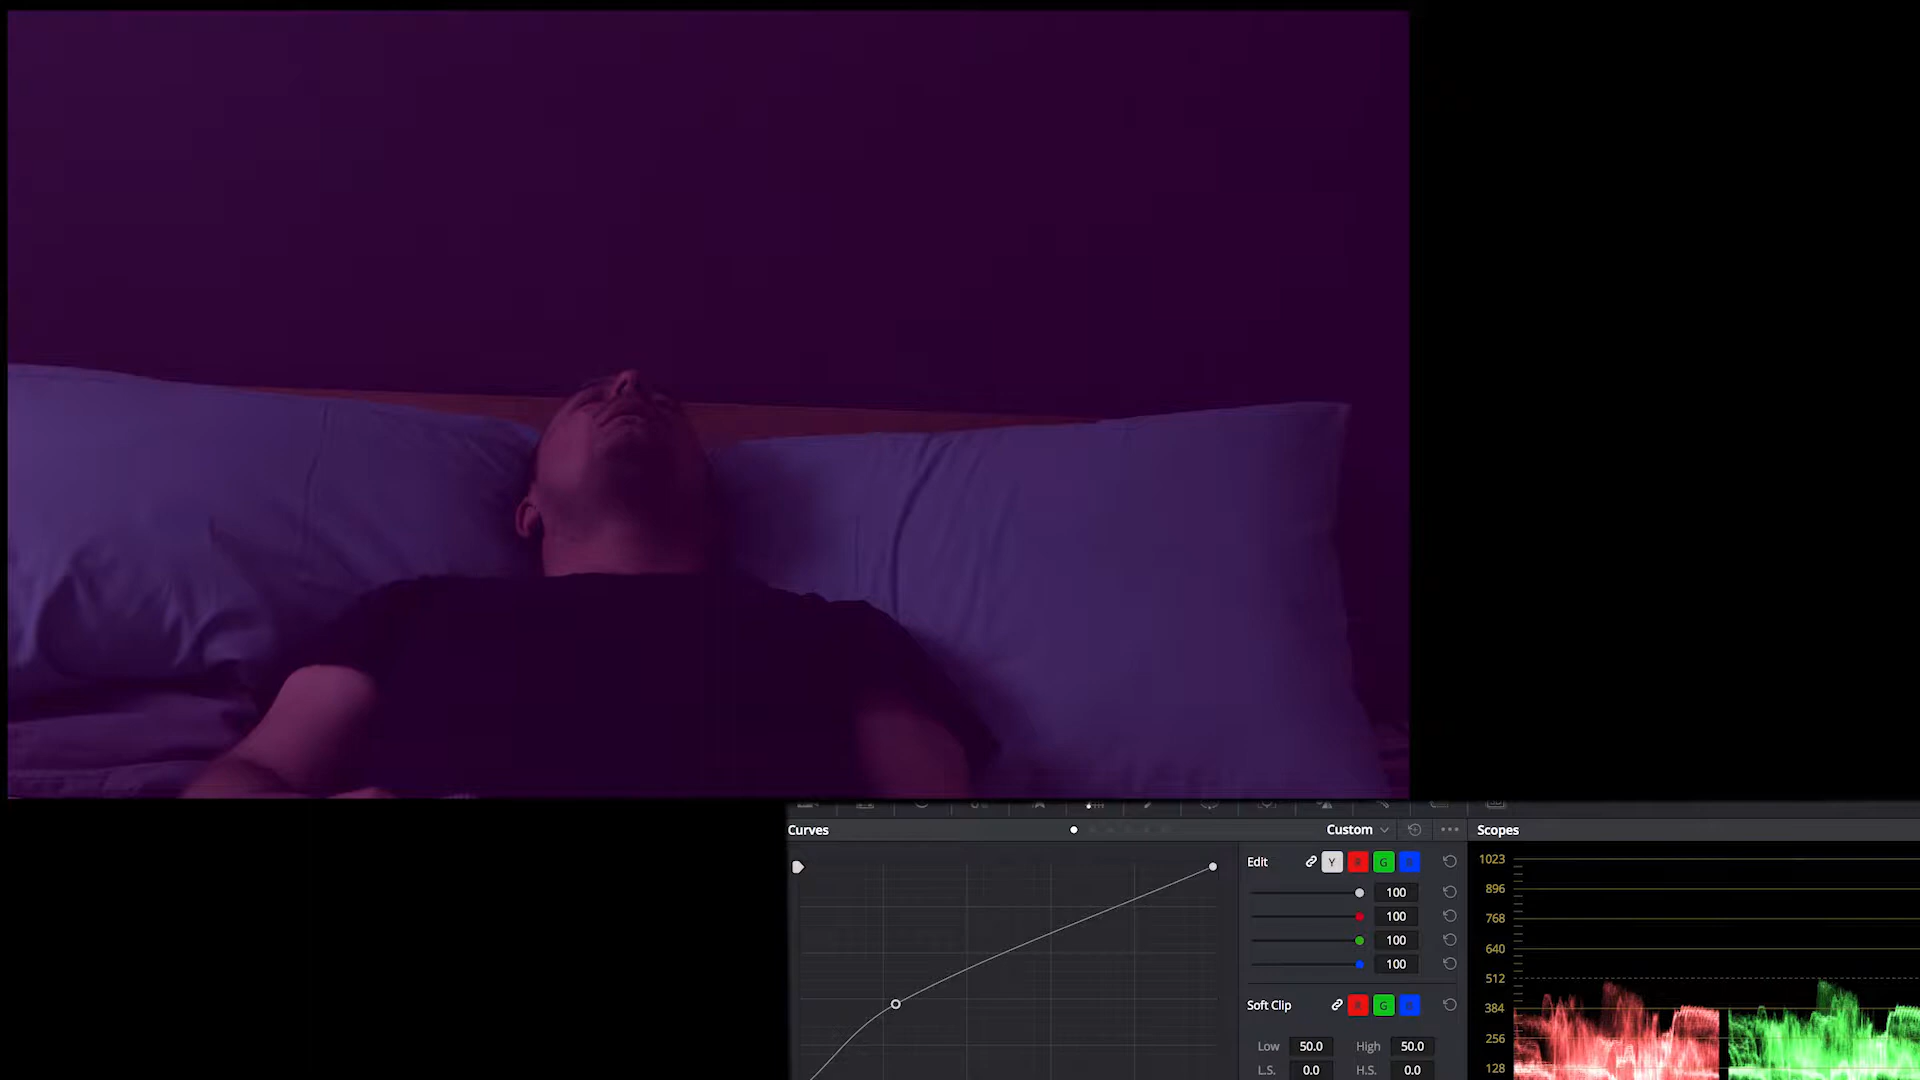 Curves
Custom
Scopes
Edit
Y
R
G
100
100
100
100
Soft Clip
R
G
Low 50.0 High 50.0
L.S. 0.0 H.S. 0.0
1023
896
768
640
512
384
256
128